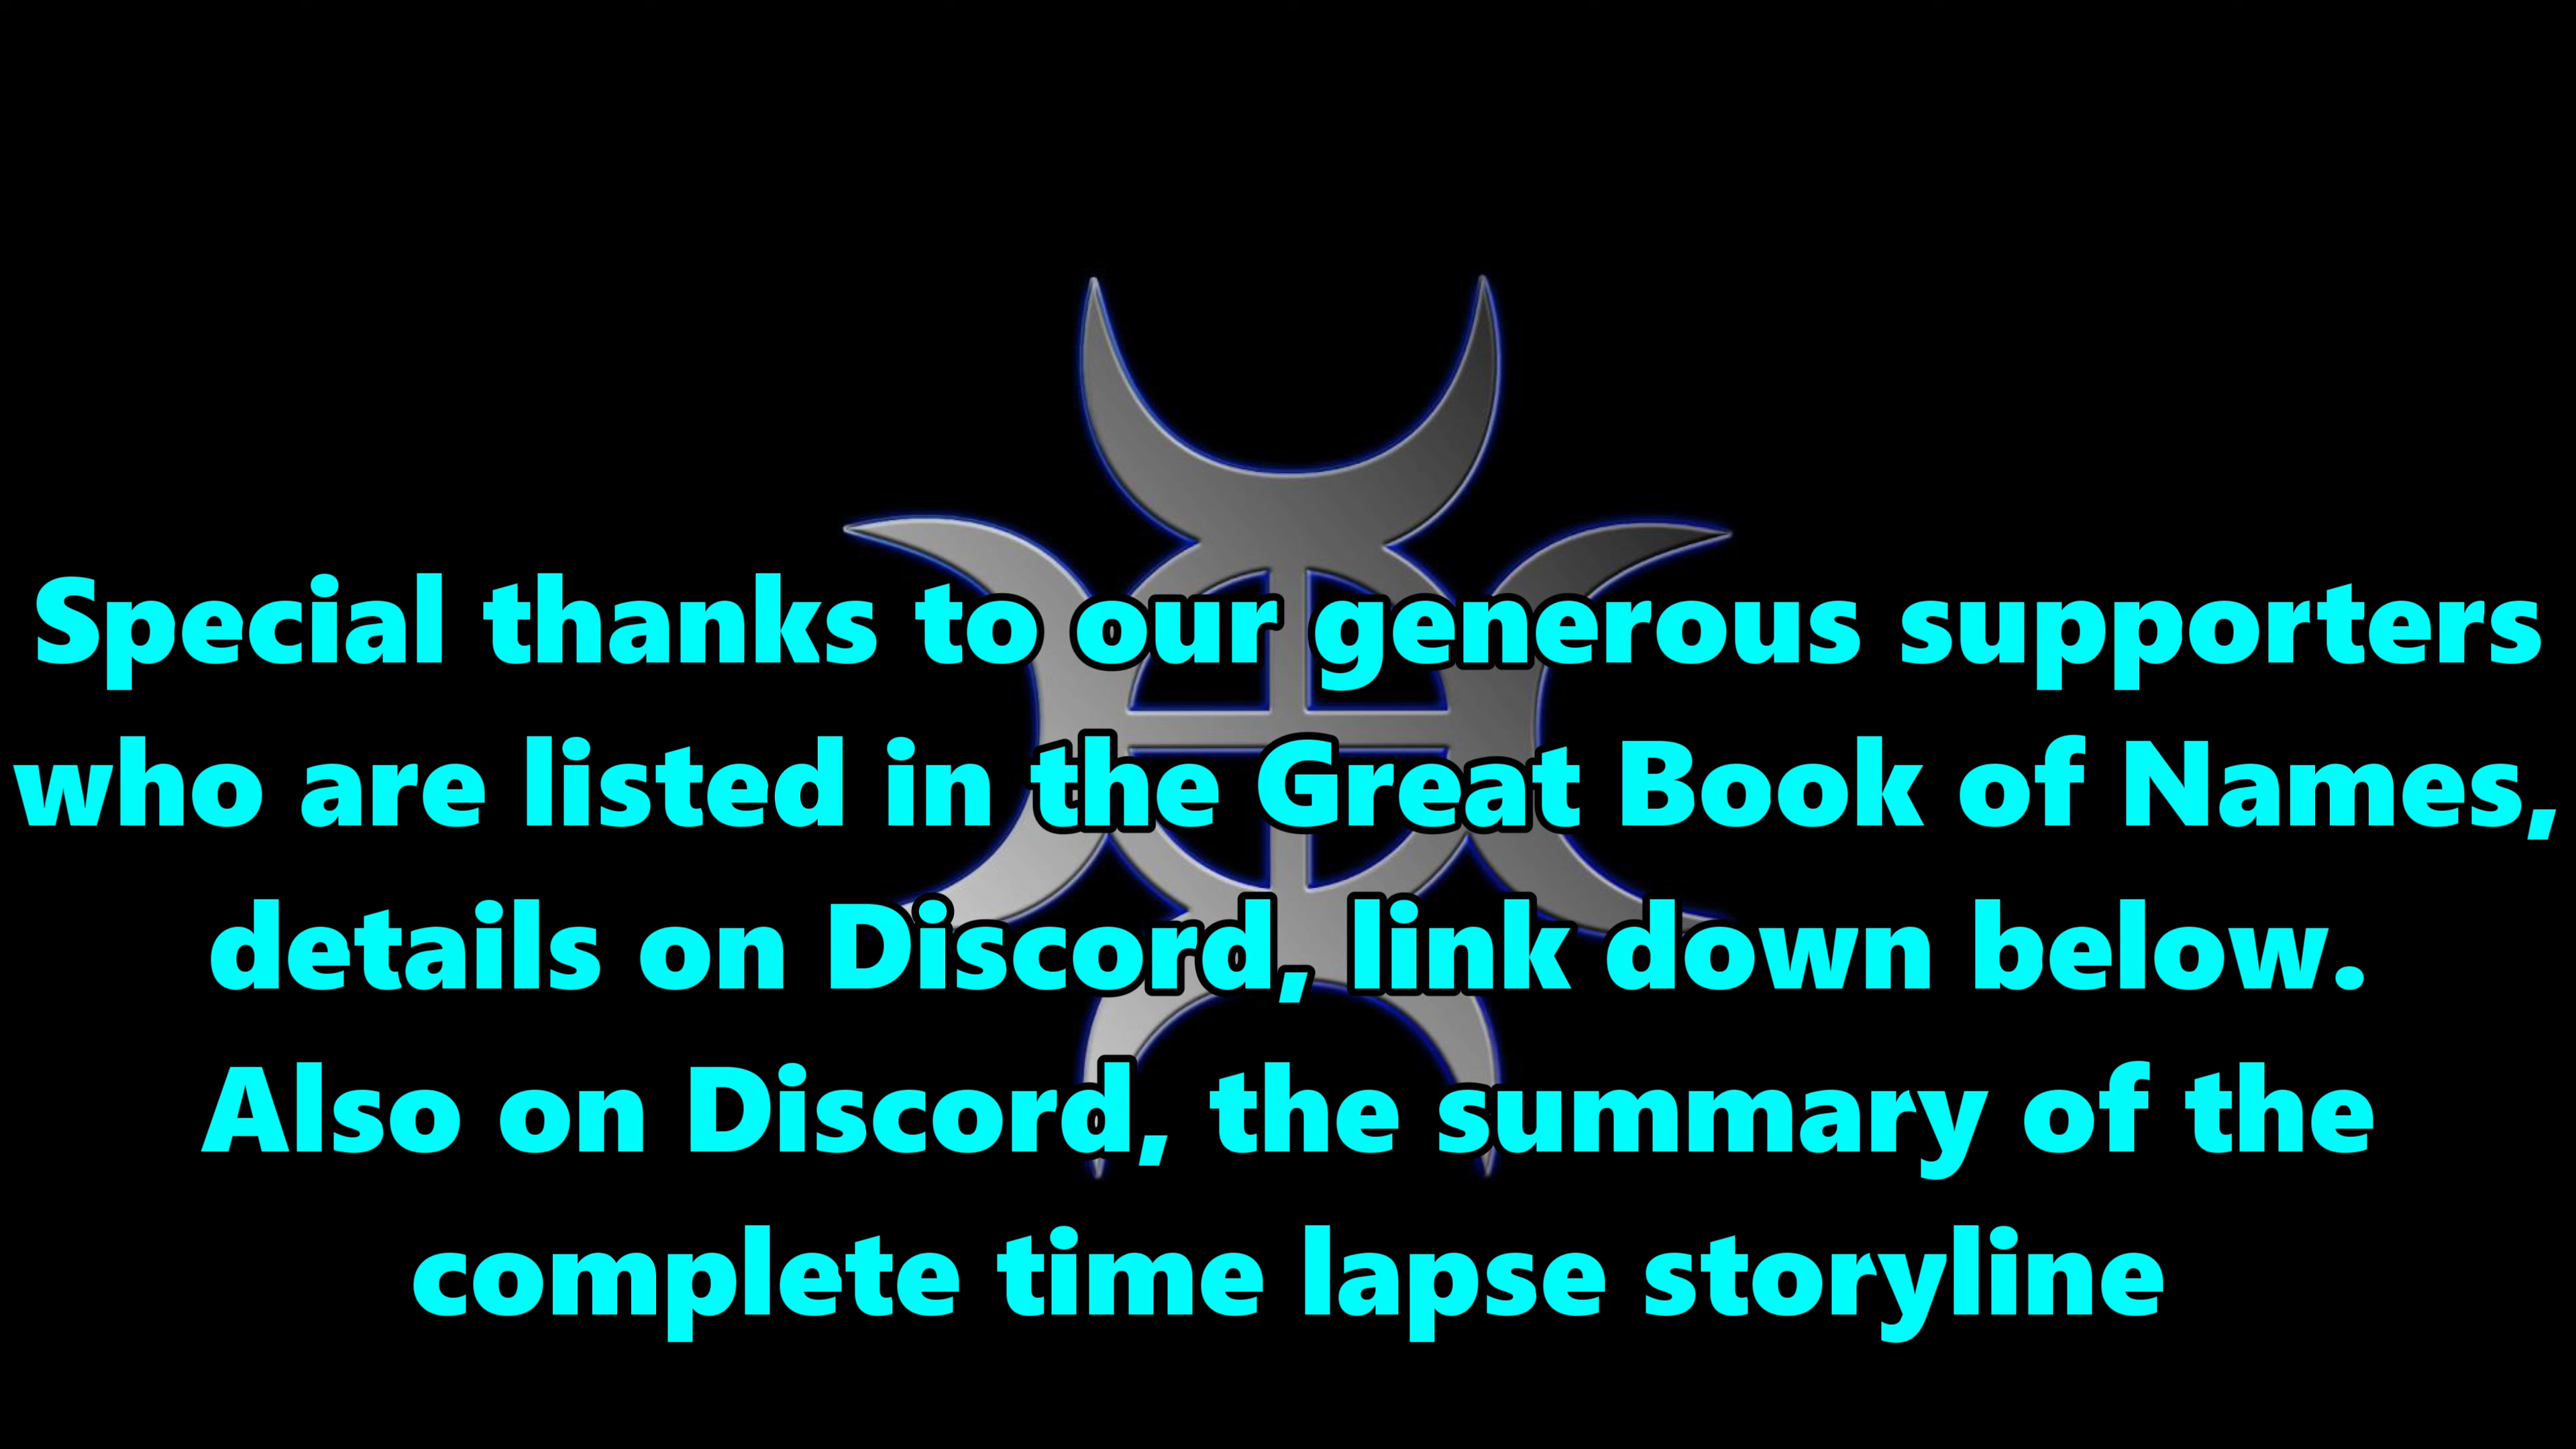 Special thanks to our generous supporters
who are listed in the Great Book of Names,
details on Discord, link down below.
Also on Discord, the summary of the
complete time lapse storyline